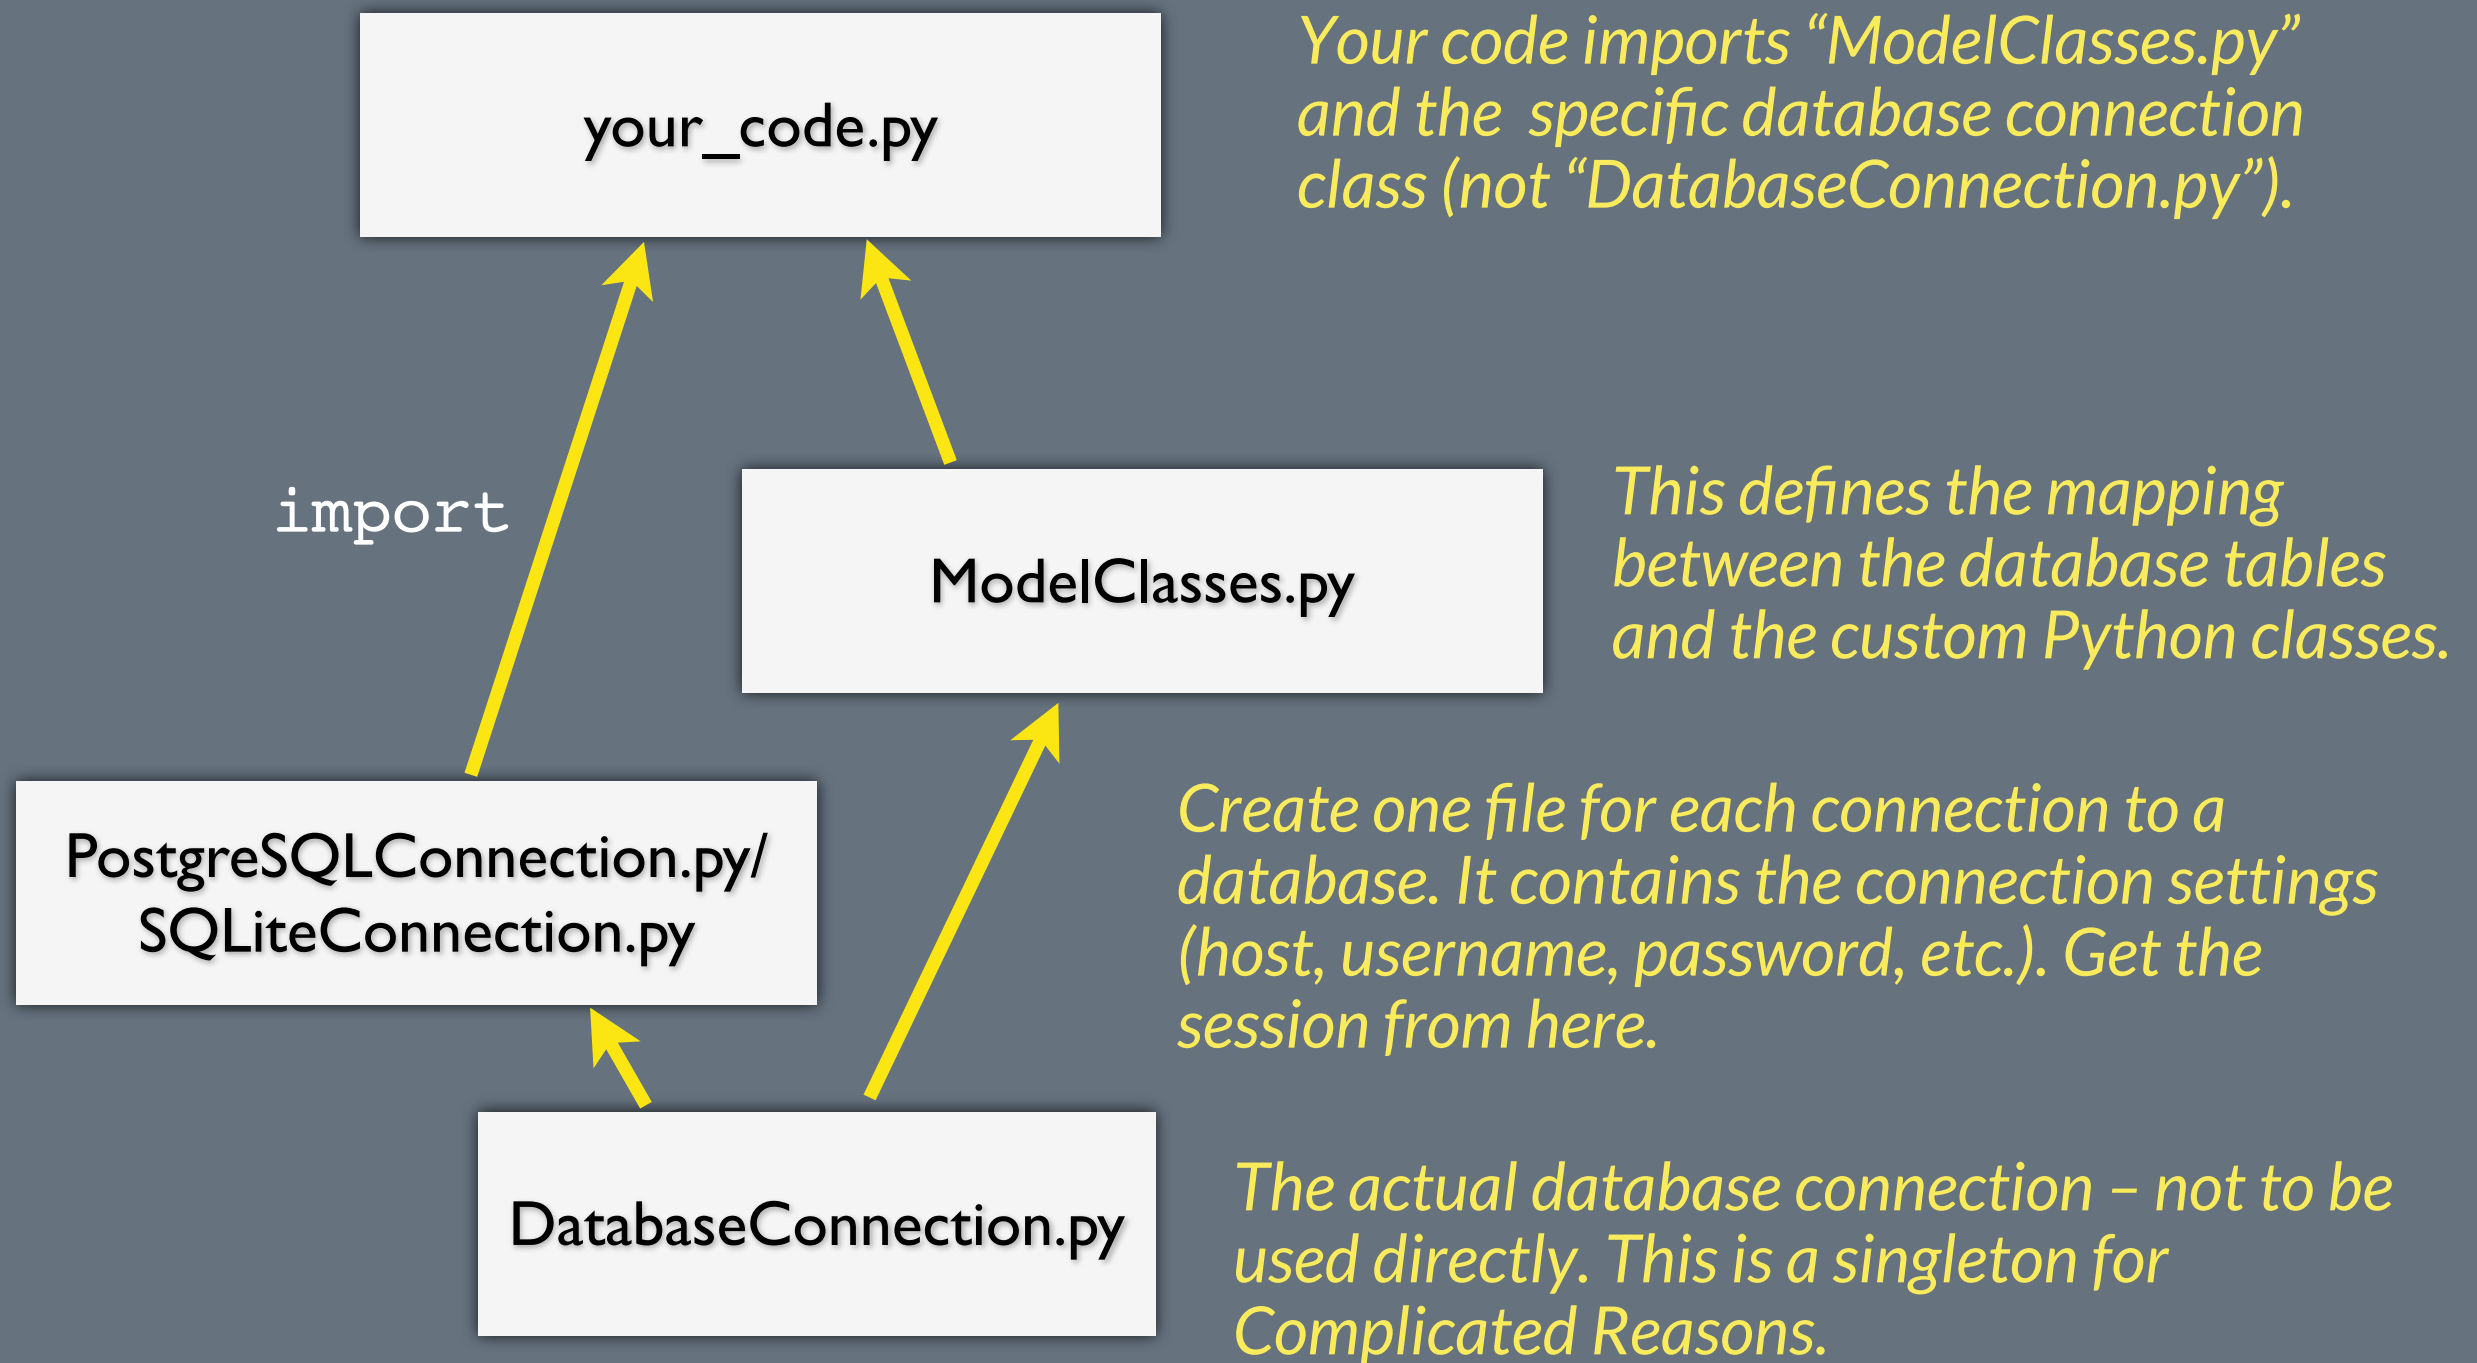 your_code.py
Your code imports “ModelClasses.py”
and the  specific database connection
class (not “DatabaseConnection.py”).
import
ModelClasses.py
This defines the mapping
between the database tables
and the custom Python classes.
PostgreSQLConnection.py/
SQLiteConnection.py
Create one file for each connection to a
database. It contains the connection settings
(host, username, password, etc.). Get the
session from here.
DatabaseConnection.py
The actual database connection – not to be
used directly. This is a singleton for
Complicated Reasons.